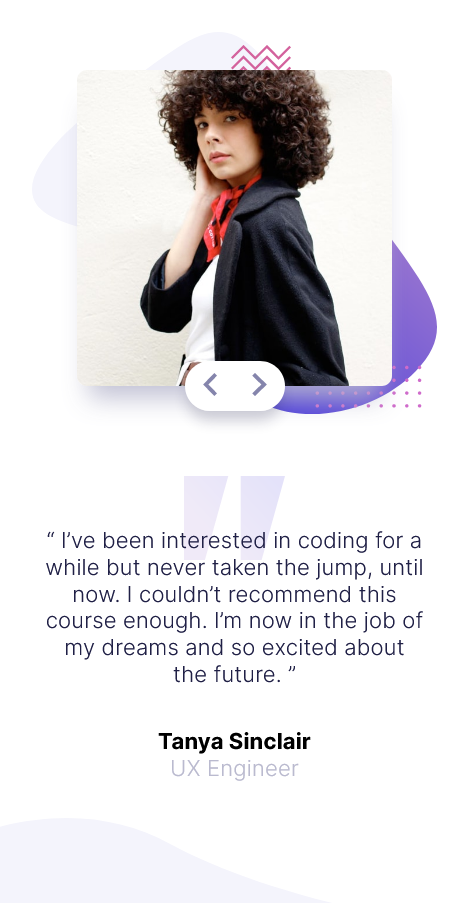 “ I’ve been interested in coding for a
while but never taken the jump, until
now. I couldn’t recommend this
course enough. I’m now in the job of
my dreams and so excited about
the future. ”
Tanya Sinclair
UX Engineer